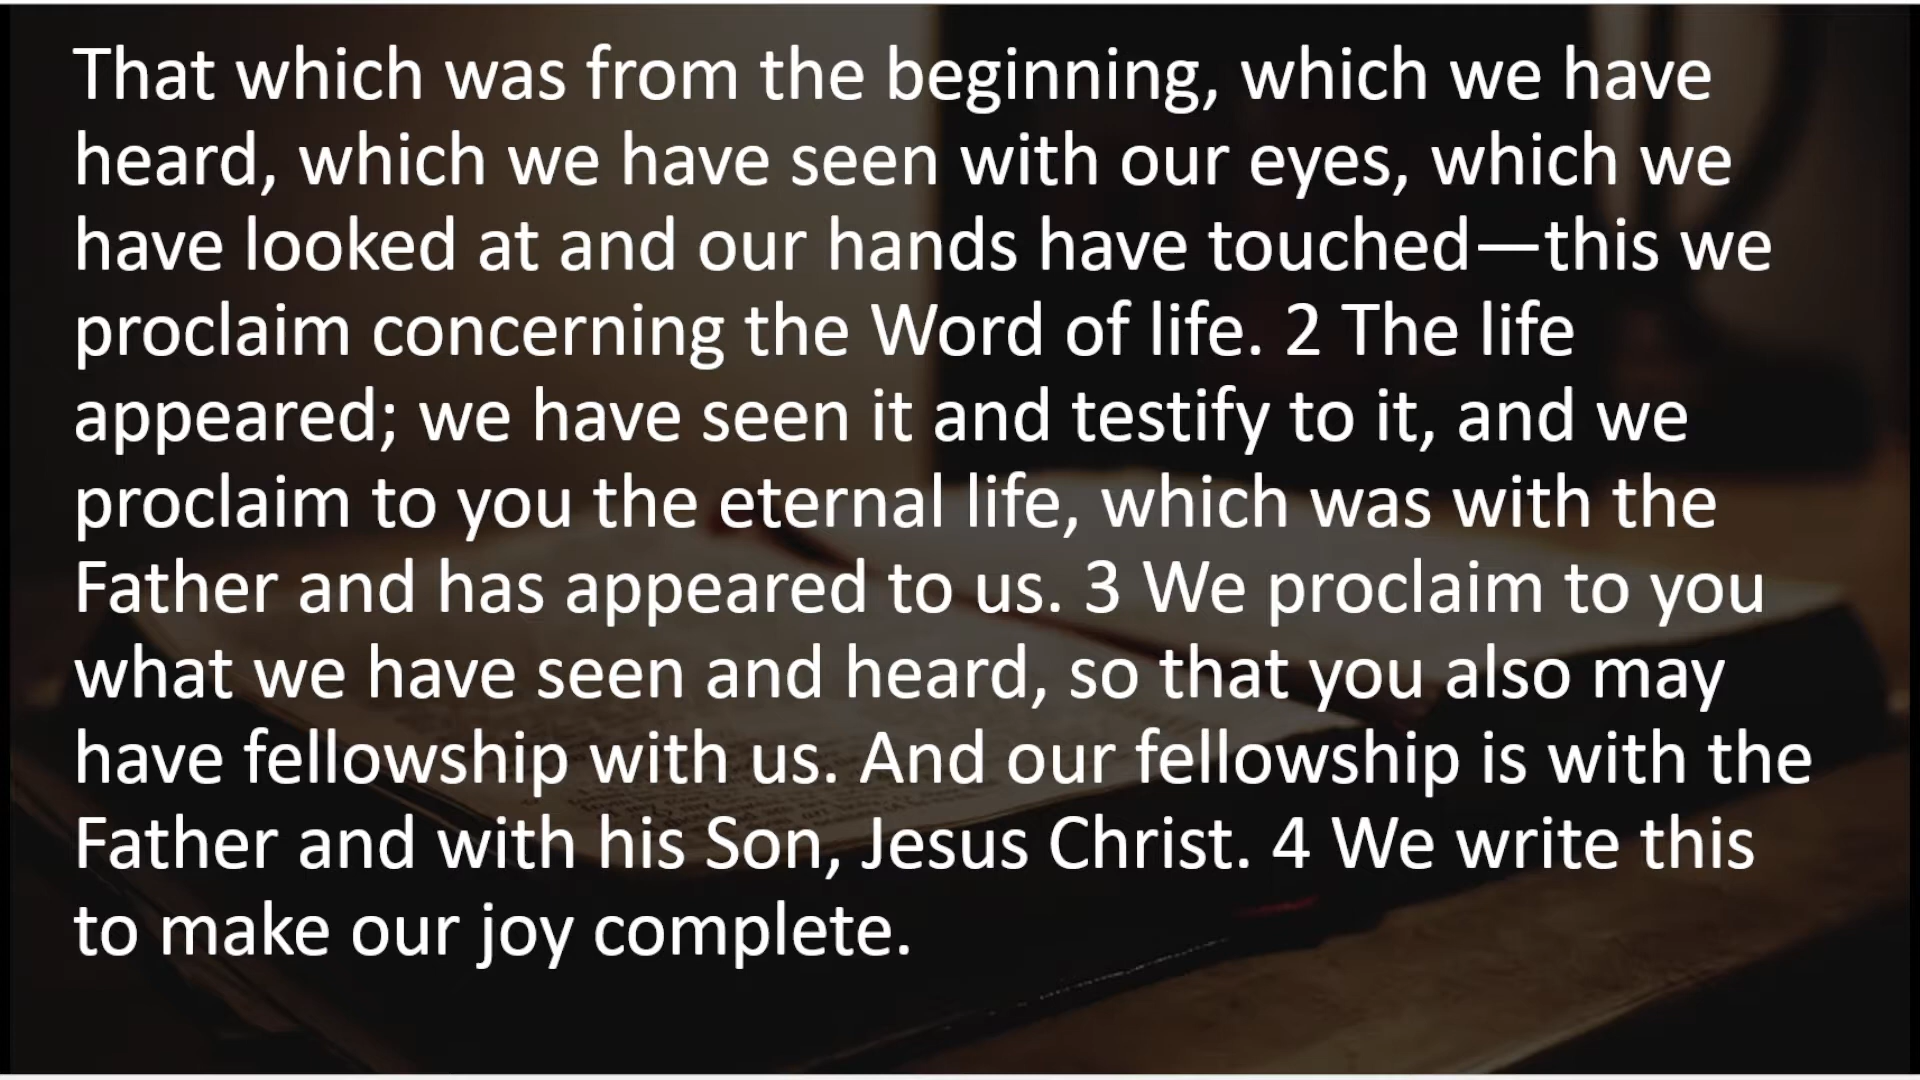 That which was from the beginning, which we have
heard, which we have seen with our eyes, which we
have looked at and our hands have touched—this we
proclaim concerning the Word of life. 2 The life
appeared; we have seen it and testify to it, and we
proclaim to you the eternal life, which was with the
Father and has appeared to us. 3 We proclaim to you
what we have seen and heard, so that you also may
have fellowship with us. And our fellowship is with the
Father and with his Son, Jesus Christ. 4 We write this
to make our joy complete.